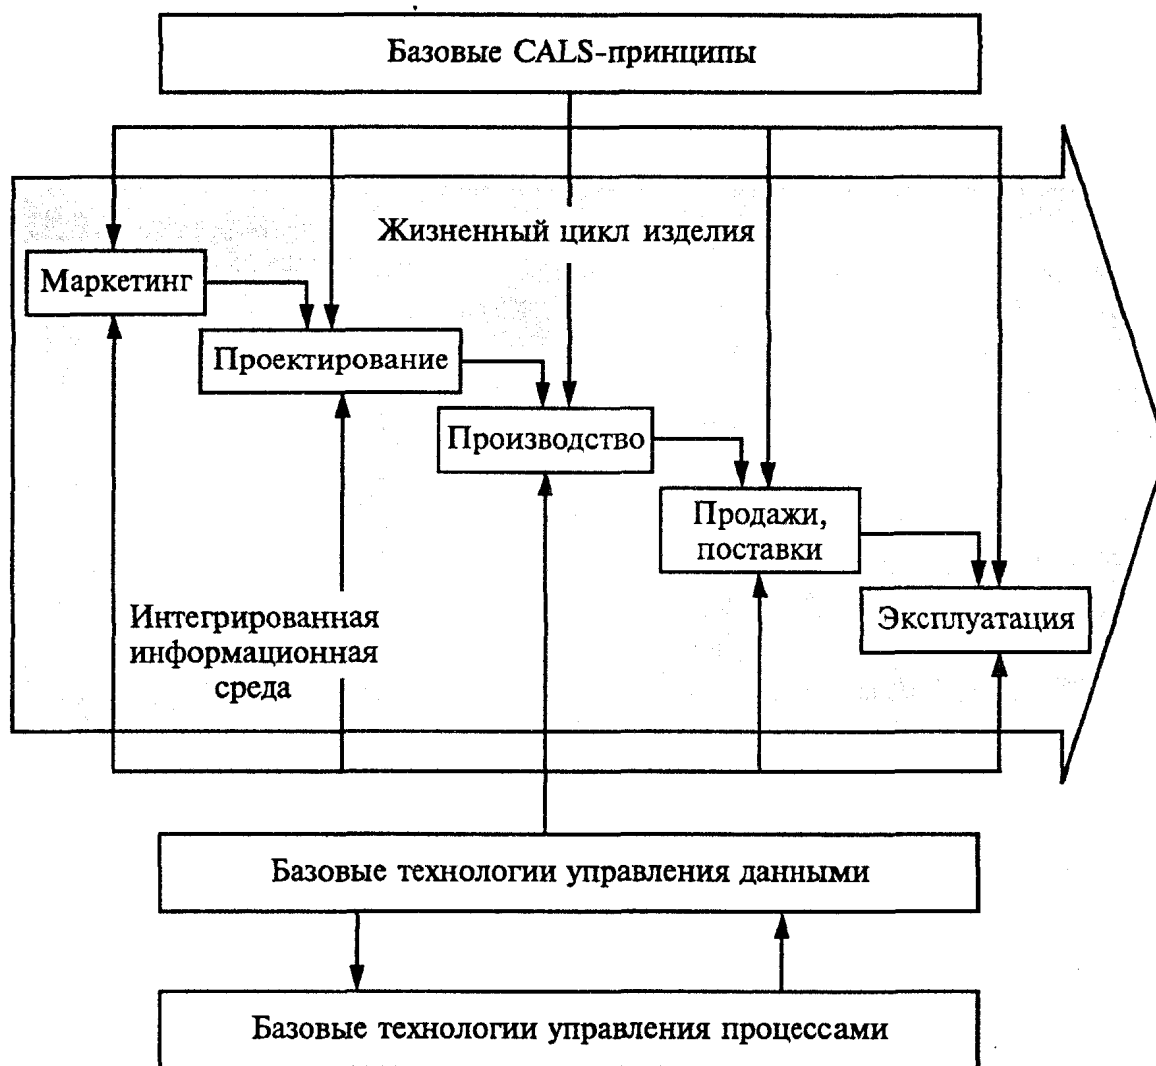 Базовые CALS-принципы
Жизненный цикл изделия
Маркетинг
Проектирование
Производство
Продажи,
поставки
Эксплуатация
Интегрированная
информационная
среда
Базовые технологии управления данными
Базовые технологии управления процессами